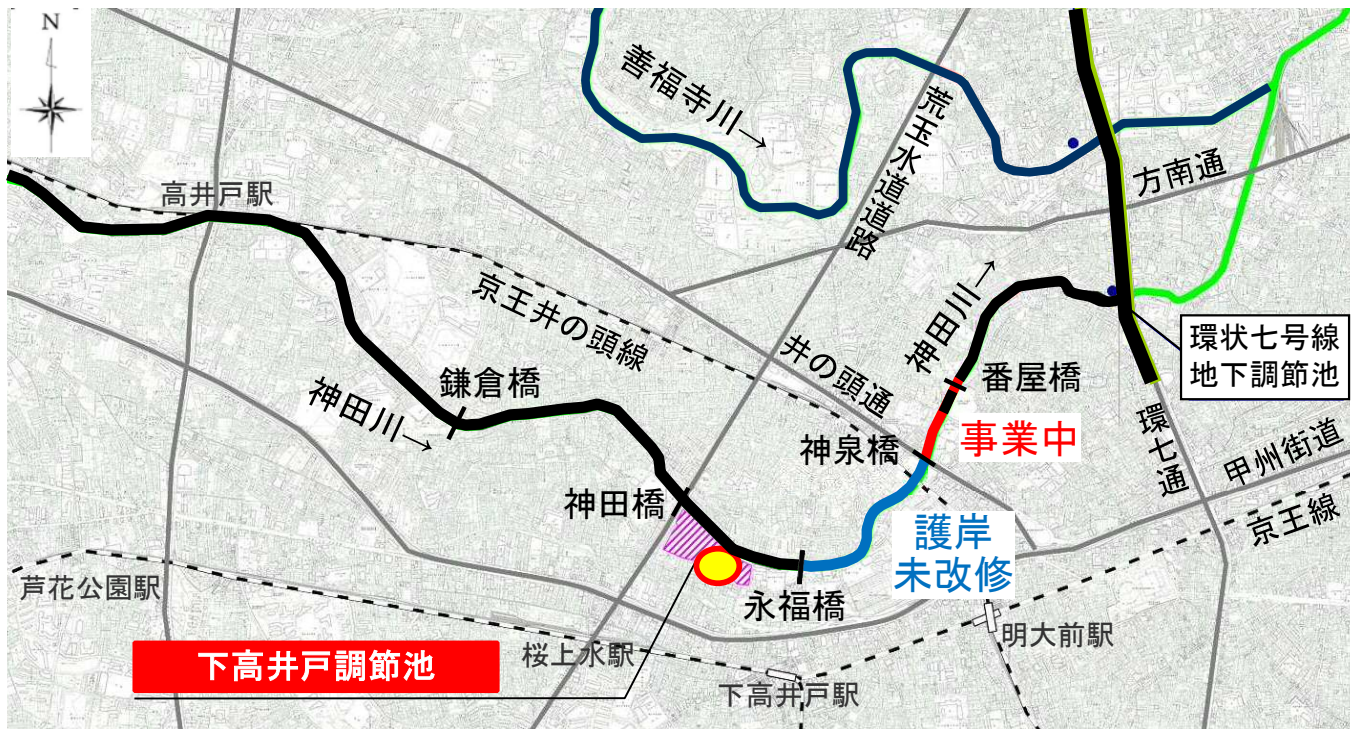 N
善福寺川→
荒玉水道道路
方南通
高井戸駅
京王井の頭線
神田川→
鎌倉橋
井の頭通
神田川→
番屋橋
環状七号線
地下調節池
事業中
神泉橋
環七通
甲州街道
京王線
神田橋
護岸
未改修
永福橋
芦花公園駅
下高井戸調節池
桜上水駅
明大前駅
下高井戸駅